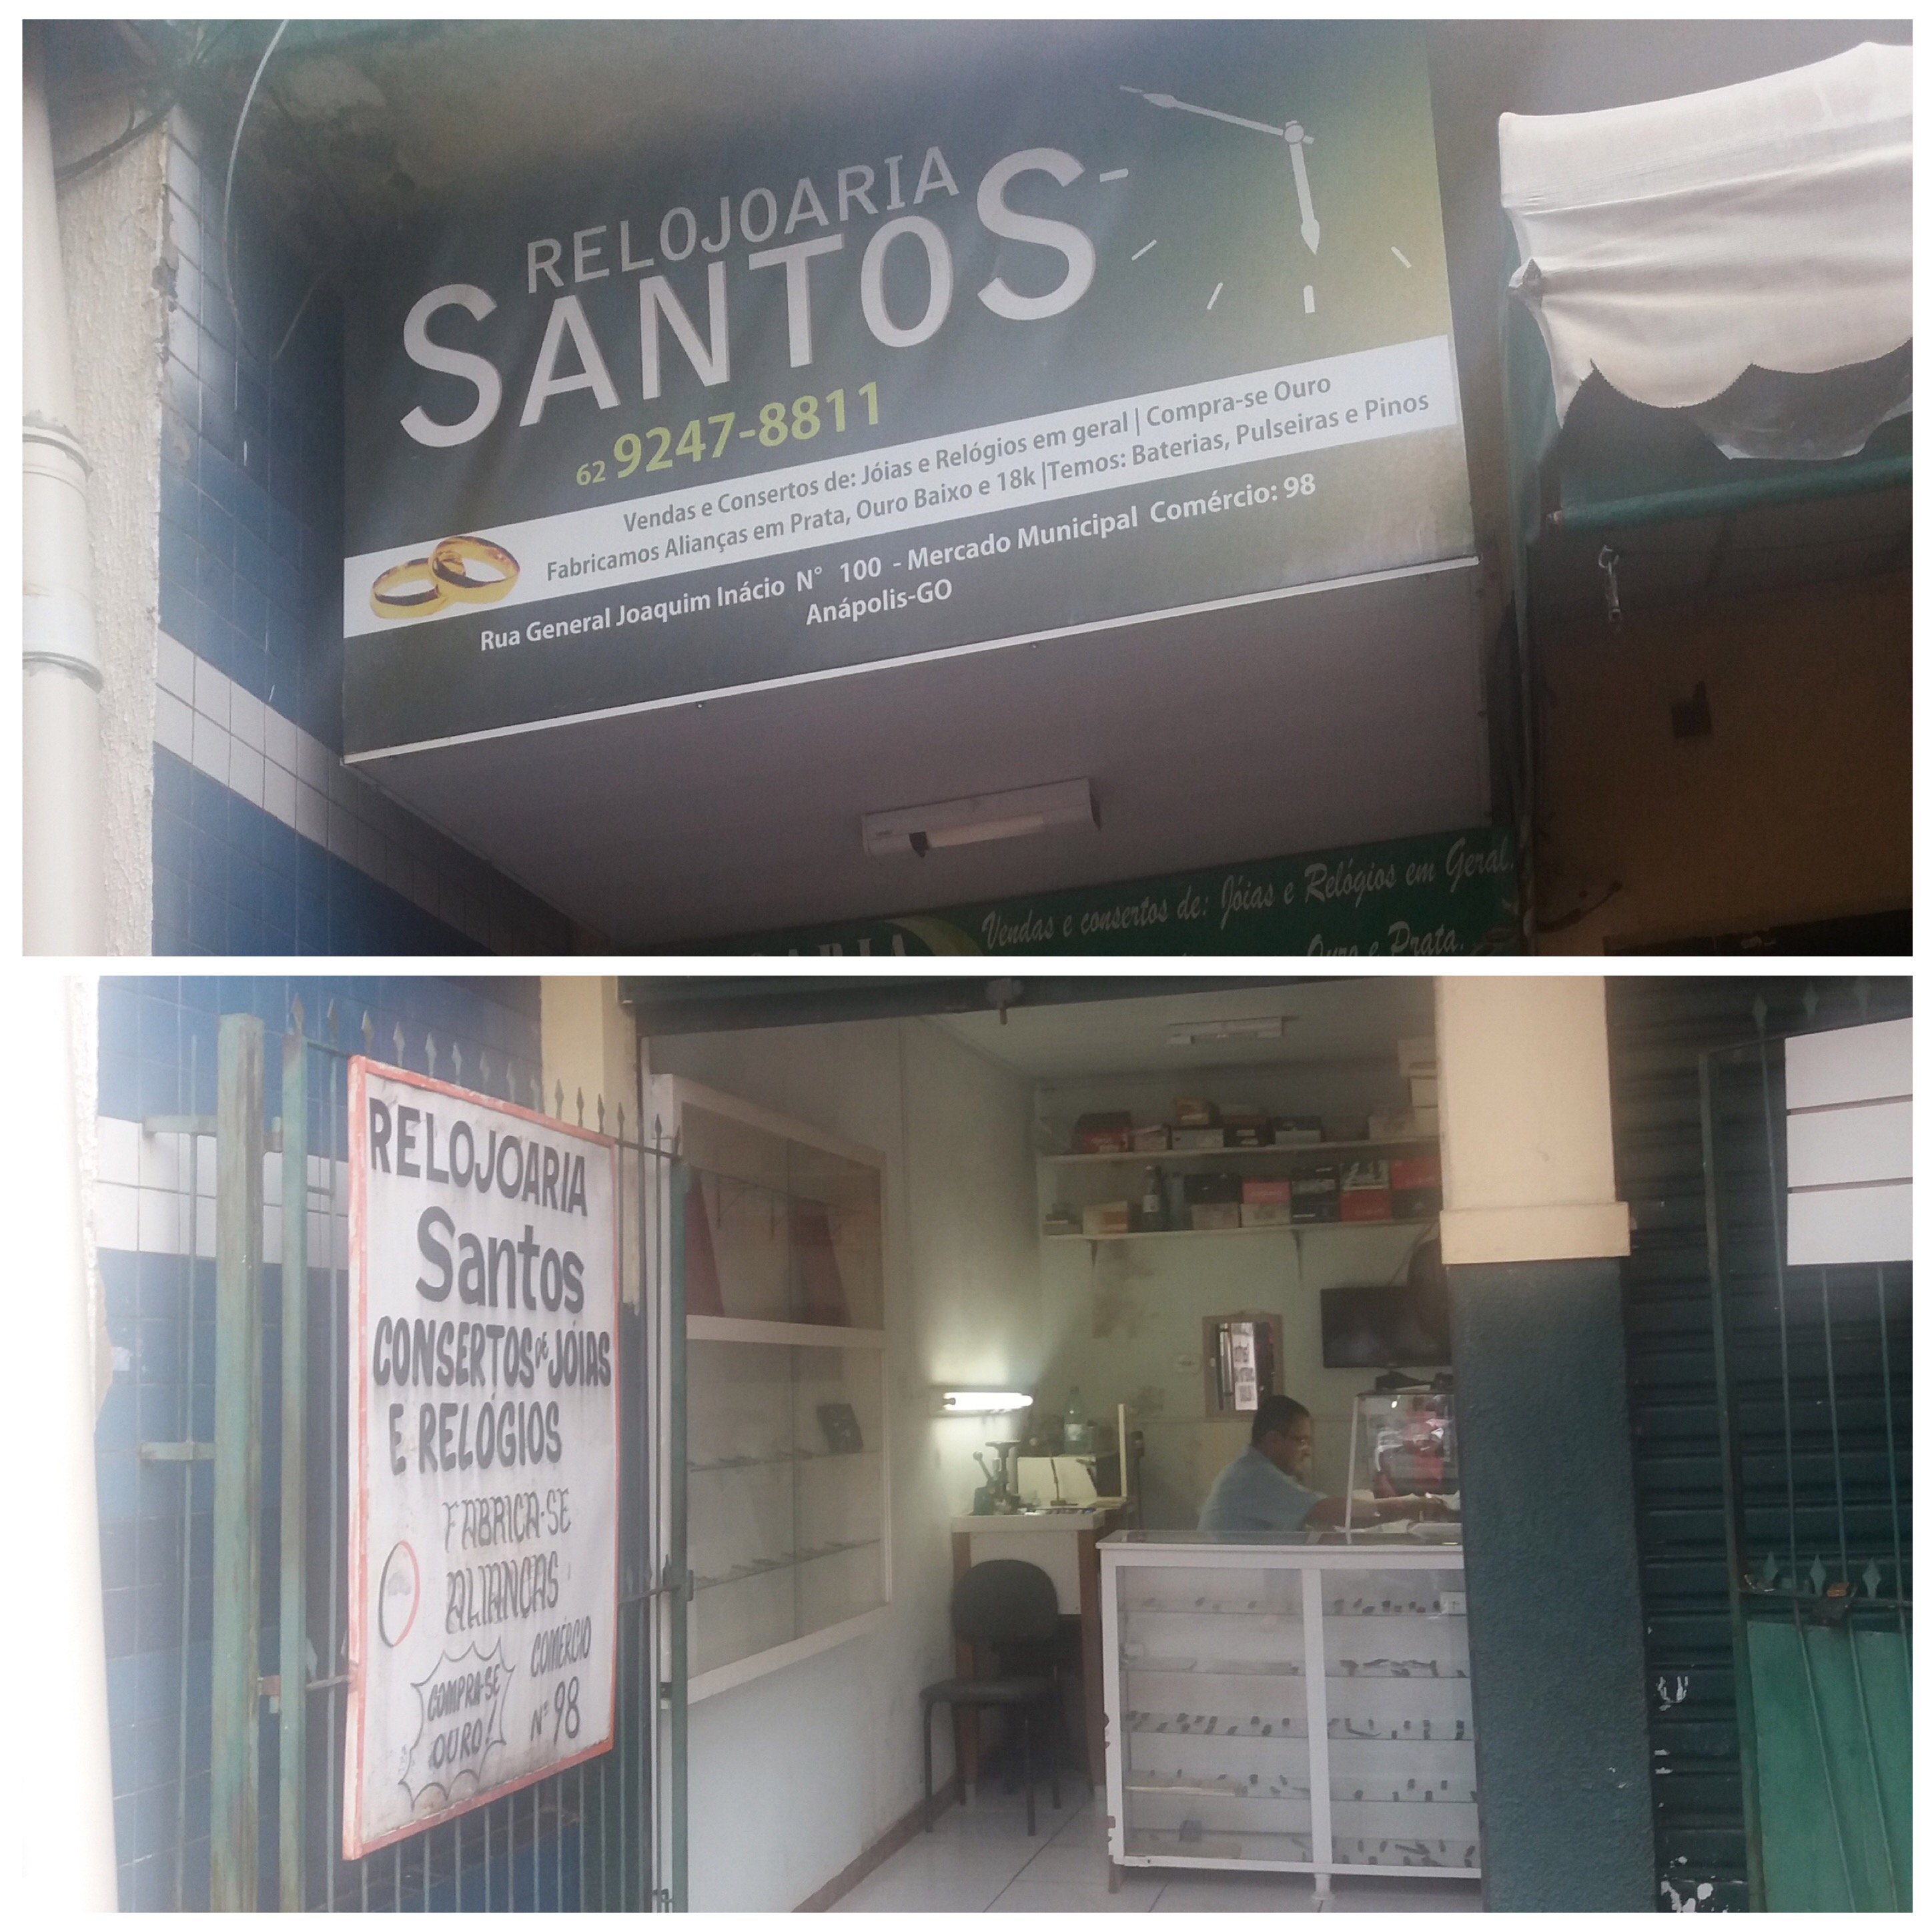 RELOJOARIA
SANTOS
62 9247-8811
Vendas e Consertos de: Jóias e Relógios em geral | Compra-se Ouro
Fabricamos Alianças em Prata, Ouro Baixo e 18k |Temos: Baterias, Pulseiras e Pinos
Rua General Joaquim Inácio N° 100 - Mercado Municipal Comércio: 98
Anápolis-GO
Vendas e consertos de: Jóias e Relógios em Geral.
Ouro e Prata.
RELOJOARIA
Santos
CONSERTOS DE JÓIAS
E RELÓGIOS
FABRICA-SE
ALIANÇAS
COMPRA-SE
OURO!
COMÉRCIO
Nº 98